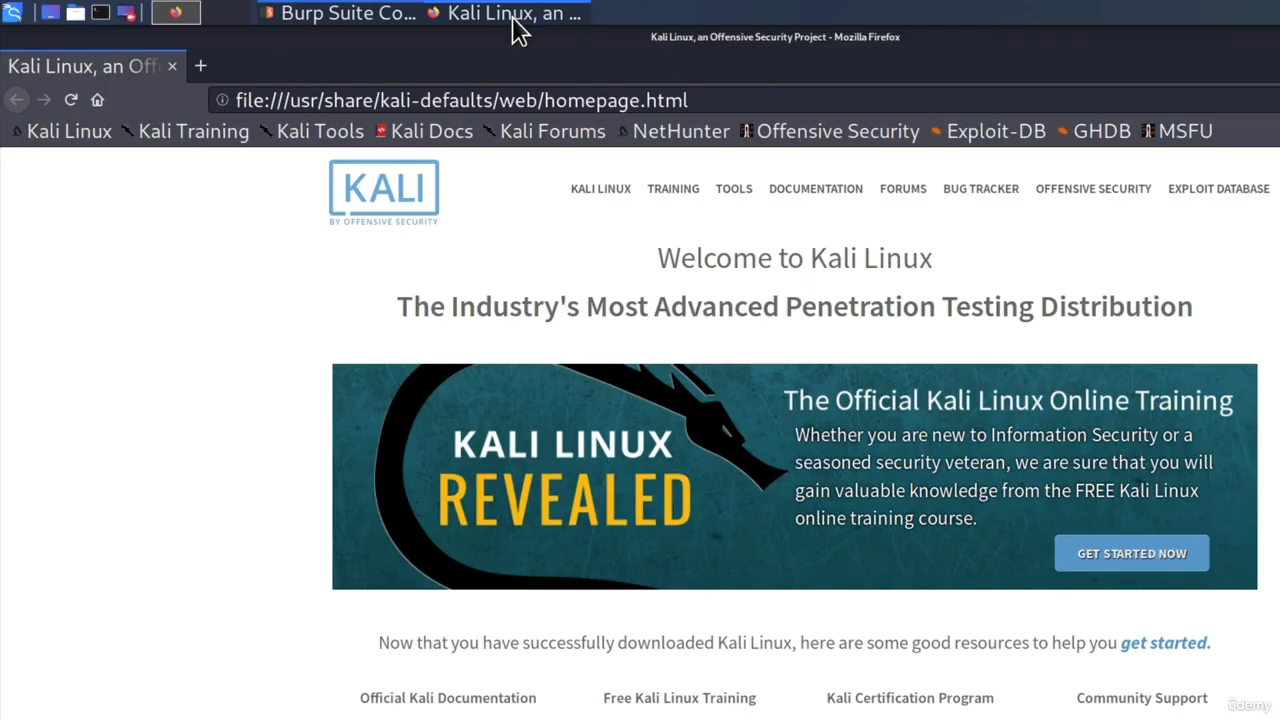 Burp Suite Co... Kali Linux, an ...
Kali Linux, an Offensive Security Project - Mozilla Firefox
Kali Linux, an Off
file:///usr/share/kali-defaults/web/homepage.html
Kali Linux Kali Training Kali Tools Kali Docs Kali Forums NetHunter Offensive Security Exploit-DB GHDB MSFU
KALI
BY OFFENSIVE SECURITY
KALI LINUX TRAINING TOOLS DOCUMENTATION FORUMS BUG TRACKER OFFENSIVE SECURITY EXPLOIT DATABASE
Welcome to Kali Linux
The Industry's Most Advanced Penetration Testing Distribution
KALI LINUX
REVEALED
The Official Kali Linux Online Training
Whether you are new to Information Security or a
seasoned security veteran, we are sure that you will
gain valuable knowledge from the FREE Kali Linux
online training course.
GET STARTED NOW
Now that you have successfully downloaded Kali Linux, here are some good resources to help you get started.
Official Kali Documentation Free Kali Linux Training Kali Certification Program Community Support
ûdemy